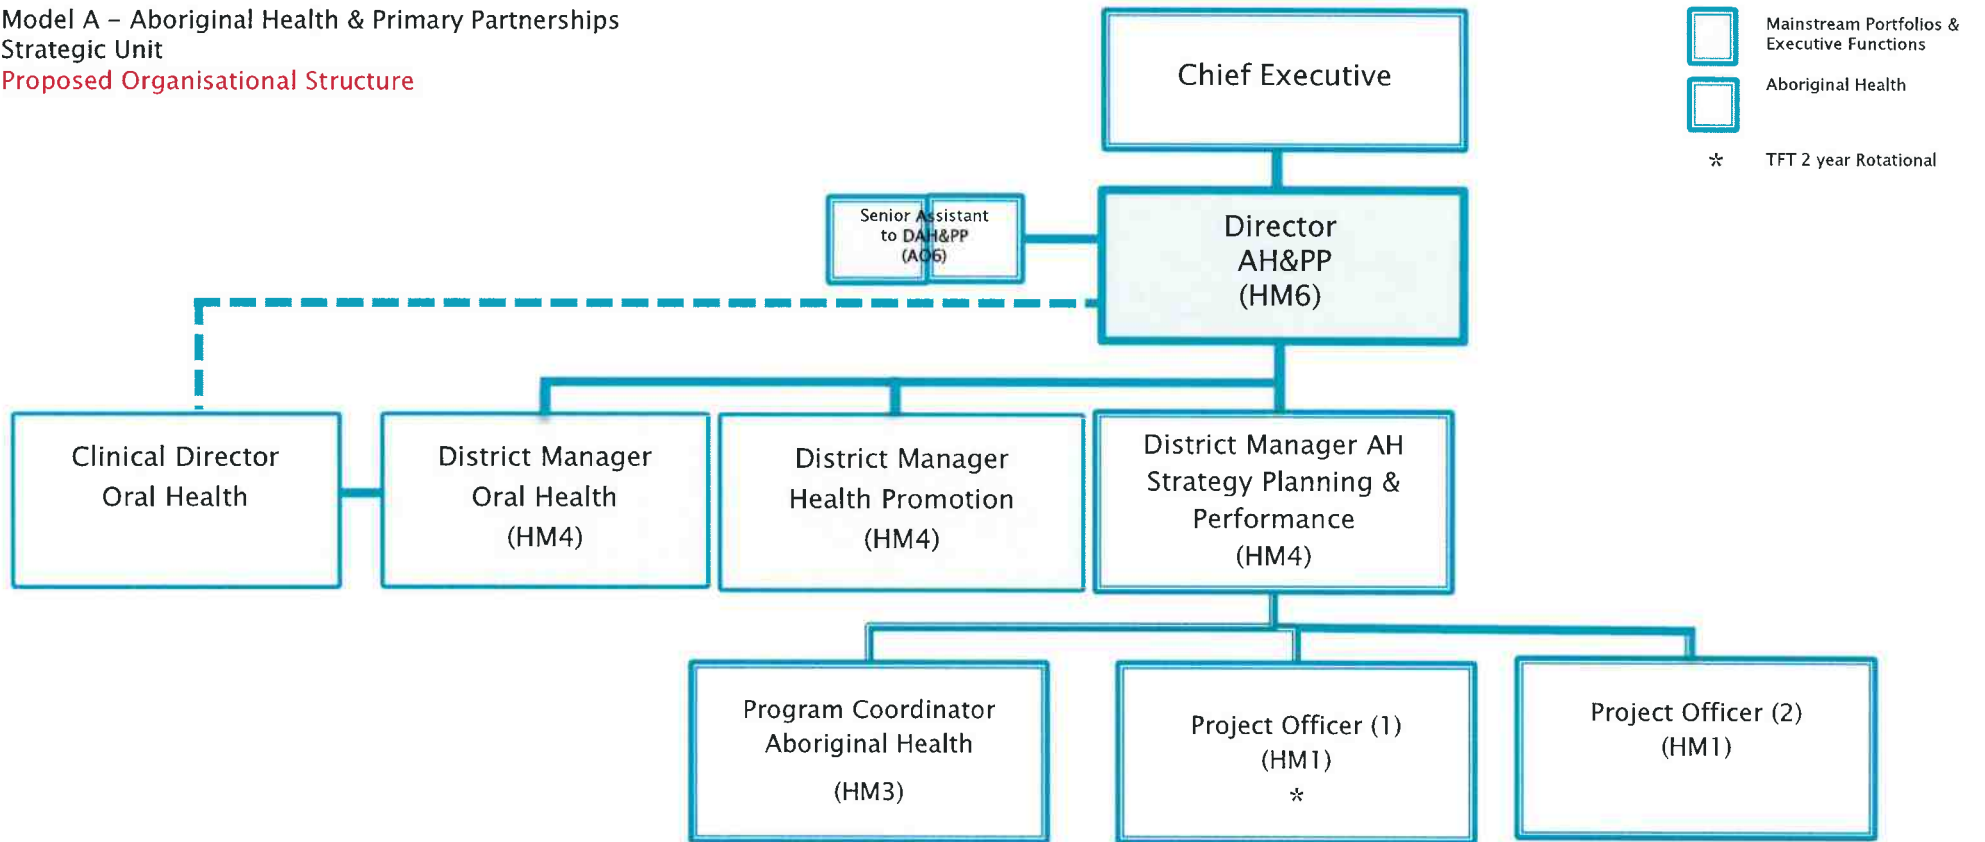 Model A – Aboriginal Health & Primary Partnerships
Strategic Unit
Proposed Organisational Structure
Mainstream Portfolios &
Executive Functions
Aboriginal Health
* TFT 2 year Rotational
Chief Executive
Senior Assistant
to DAH&PP
(AO6)
Director
AH&PP
(HM6)
Clinical Director
Oral Health
District Manager
Oral Health
(HM4)
District Manager
Health Promotion
(HM4)
District Manager AH
Strategy Planning &
Performance
(HM4)
Program Coordinator
Aboriginal Health
(HM3)
Project Officer (1)
(HM1)
*
Project Officer (2)
(HM1)